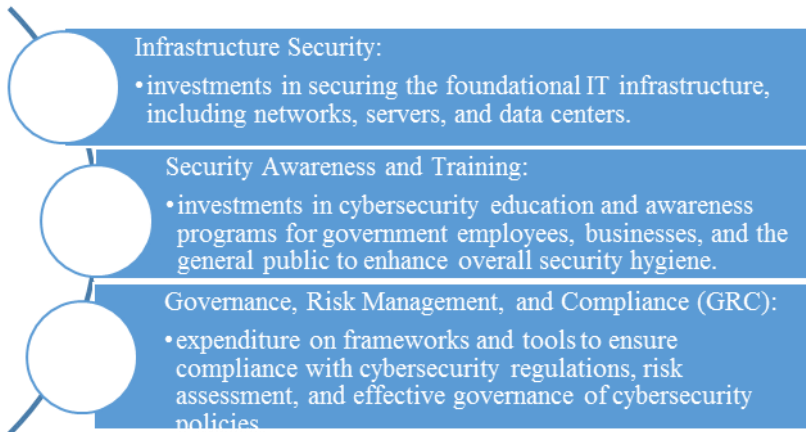 Infrastructure Security:
•investments in securing the foundational IT infrastructure,
including networks, servers, and data centers.
Security Awareness and Training:
•investments in cybersecurity education and awareness
programs for government employees, businesses, and the
general public to enhance overall security hygiene.
Governance, Risk Management, and Compliance (GRC):
•expenditure on frameworks and tools to ensure
compliance with cybersecurity regulations, risk
assessment, and effective governance of cybersecurity
policies.